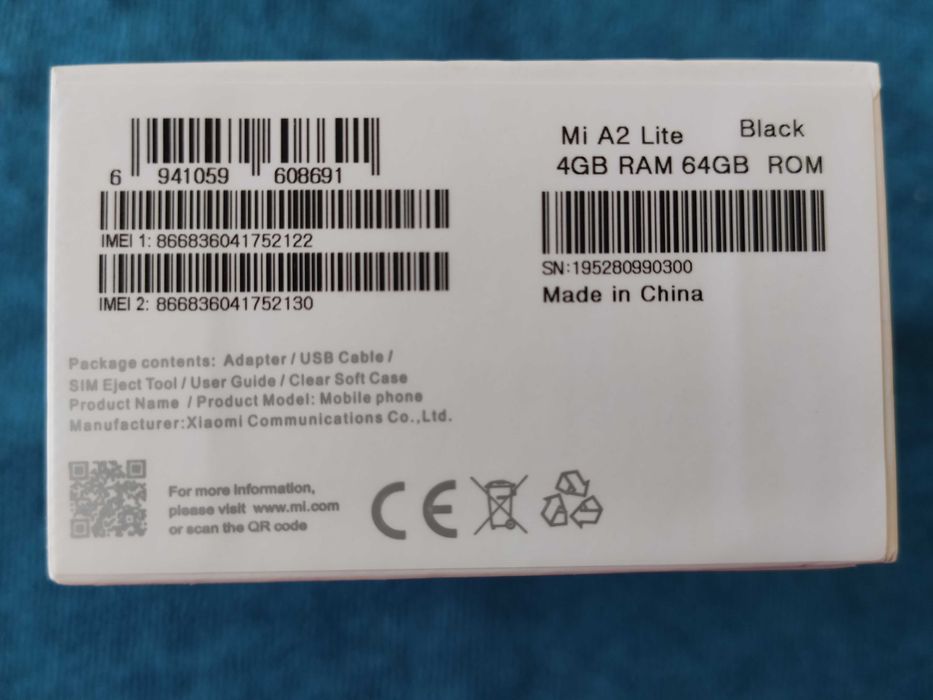 6 941059 608691
IMEI 1: 866836041752122
IMEI 2: 866836041752130
Mi A2 Lite Black
4GB RAM 64GB ROM
SN:195280990300
Made in China
Package contents: Adapter / USB Cable /
SIM Eject Tool / User Guide / Clear Soft Case
Product Name / Product Model: Mobile phone
Manufacturer:Xiaomi Communications Co.,Ltd.
For more information,
please visit www.mi.com
or scan the QR code
CE